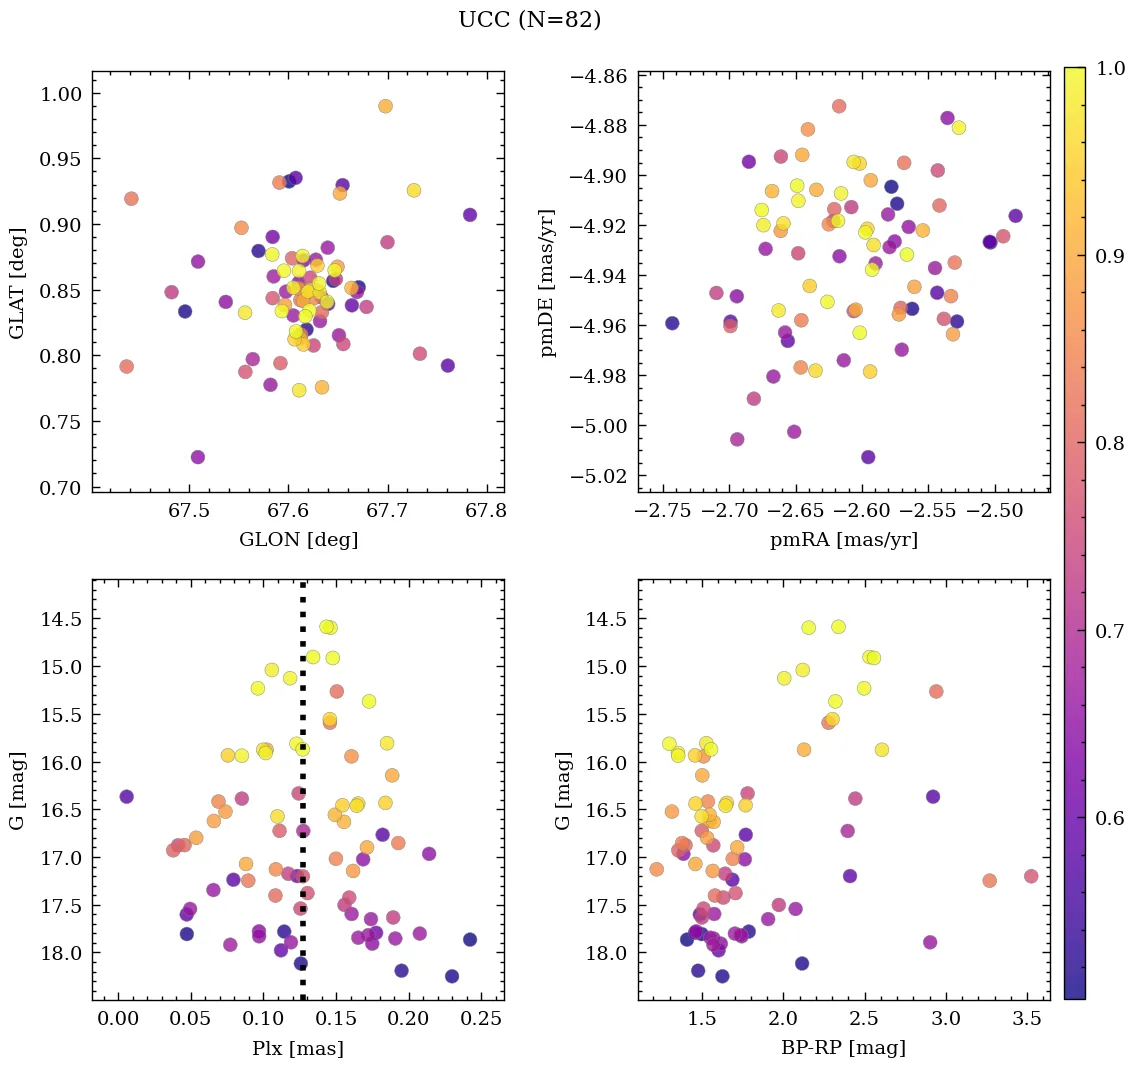 UCC (N=82)
1.00
0.95
0.90
0.85
0.80
0.75
0.70
GLAT [deg]
67.5 67.6 67.7 67.8
GLON [deg]
−4.86
−4.88
−4.90
−4.92
−4.94
−4.96
−4.98
−5.00
−5.02
pmDE [mas/yr]
−2.75 −2.70 −2.65 −2.60 −2.55 −2.50
pmRA [mas/yr]
1.0
0.9
0.8
0.7
0.6
14.5
15.0
15.5
16.0
16.5
17.0
17.5
18.0
G [mag]
0.00 0.05 0.10 0.15 0.20 0.25
Plx [mas]
14.5
15.0
15.5
16.0
16.5
17.0
17.5
18.0
G [mag]
1.5 2.0 2.5 3.0 3.5
BP-RP [mag]